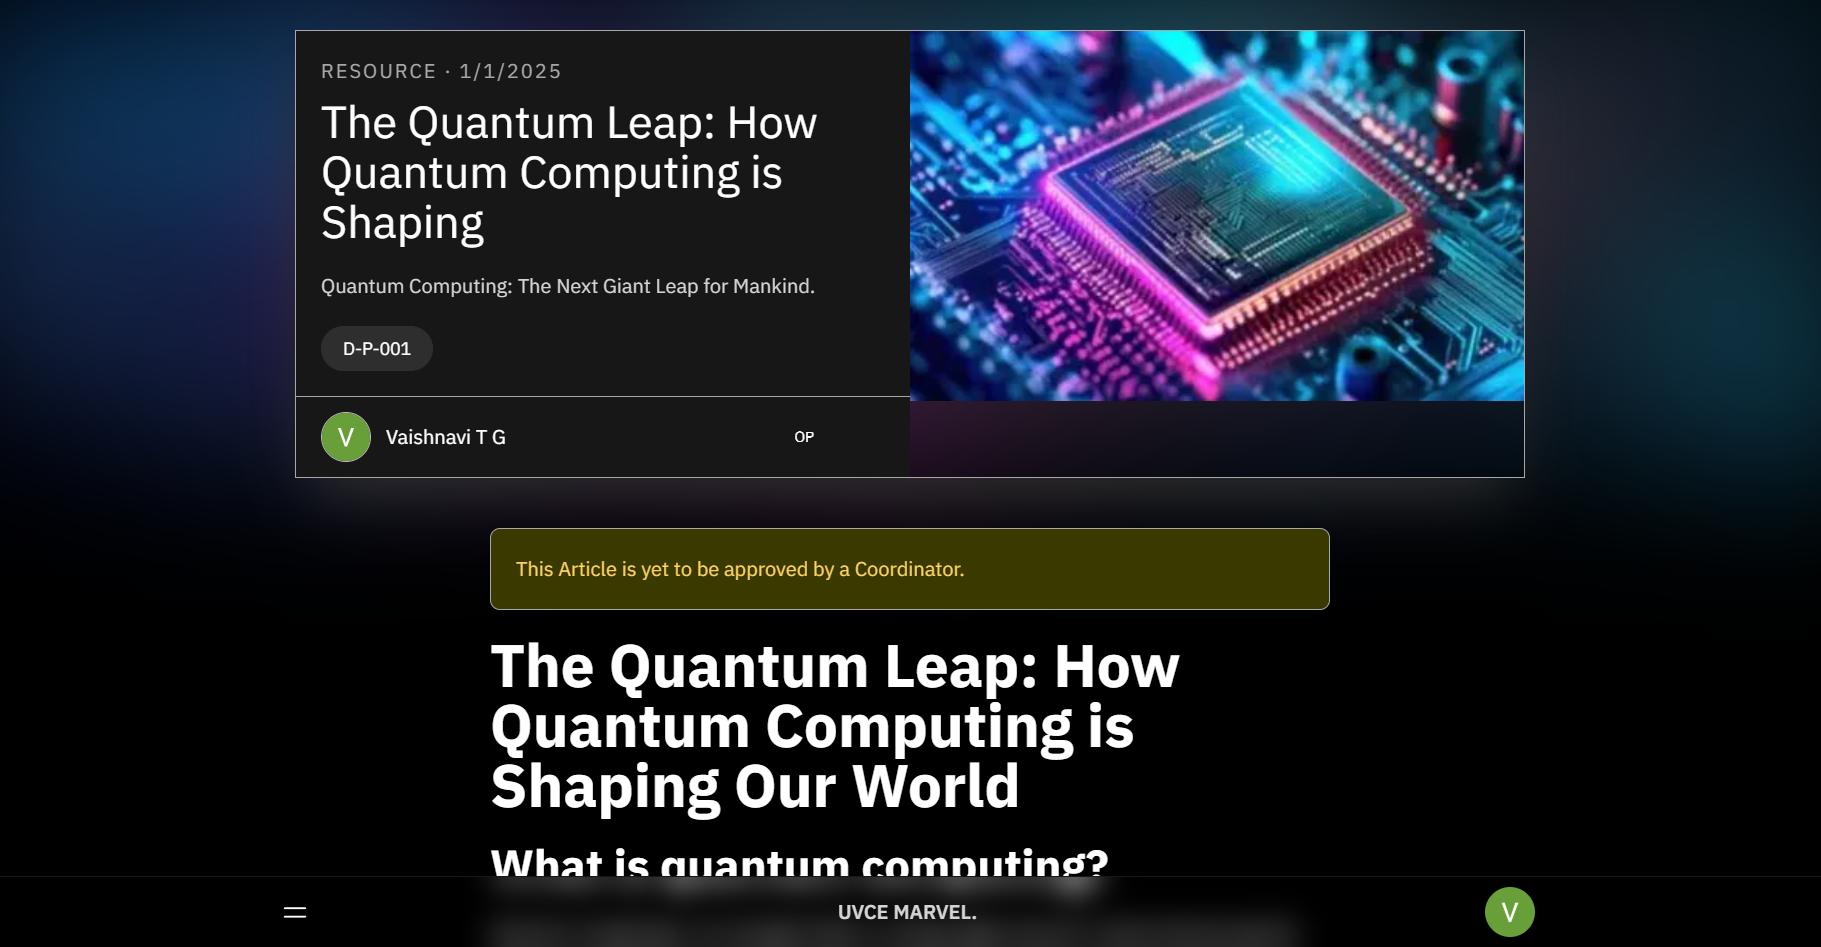 RESOURCE · 1/1/2025
The Quantum Leap: How
Quantum Computing is
Shaping
Quantum Computing: The Next Giant Leap for Mankind.
D-P-001
V
Vaishnavi T G
OP
This Article is yet to be approved by a Coordinator.
The Quantum Leap: How
Quantum Computing is
Shaping Our World
What is quantum computing?
UVCE MARVEL.
V